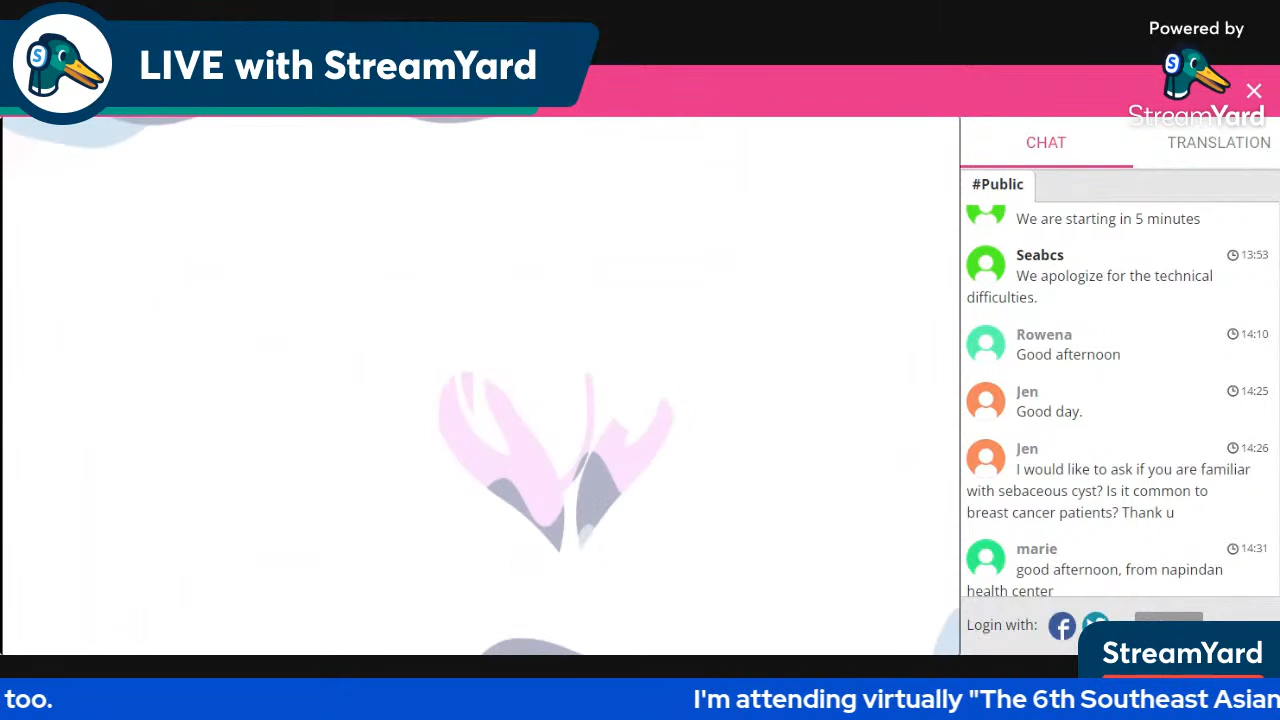 LIVE with StreamYard
Powered by
StreamYard
CHAT
TRANSLATION
#Public
We are starting in 5 minutes
Seabcs
13:53
We apologize for the technical
difficulties.
Rowena
14:10
Good afternoon
Jen
14:25
Good day.
Jen
14:26
I would like to ask if you are familiar
with sebaceous cyst? Is it common to
breast cancer patients? Thank u
marie
14:31
good afternoon, from napindan
health center
Login with:
StreamYard
too.
I'm attending virtually "The 6th Southeast Asian